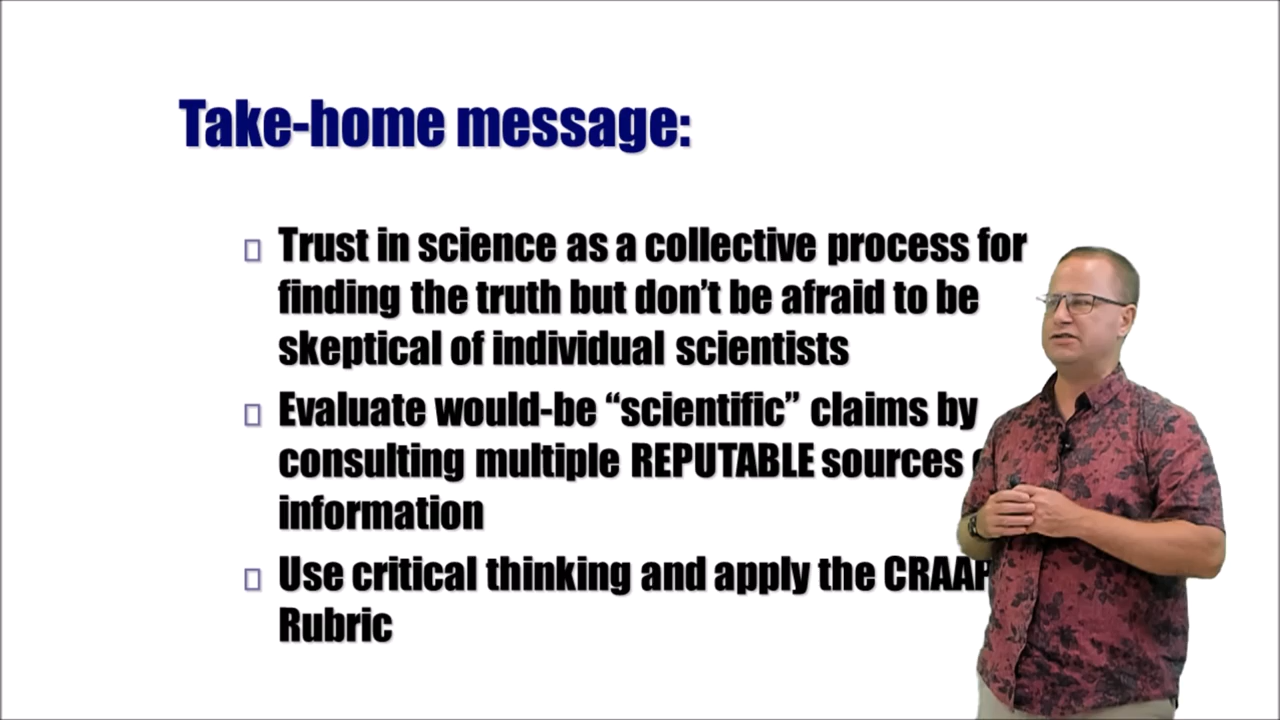 Take-home message:
Trust in science as a collective process for
finding the truth but don't be afraid to be
skeptical of individual scientists
Evaluate would-be “scientific” claims by
consulting multiple REPUTABLE sources
information
Use critical thinking and apply the CRAAP
Rubric